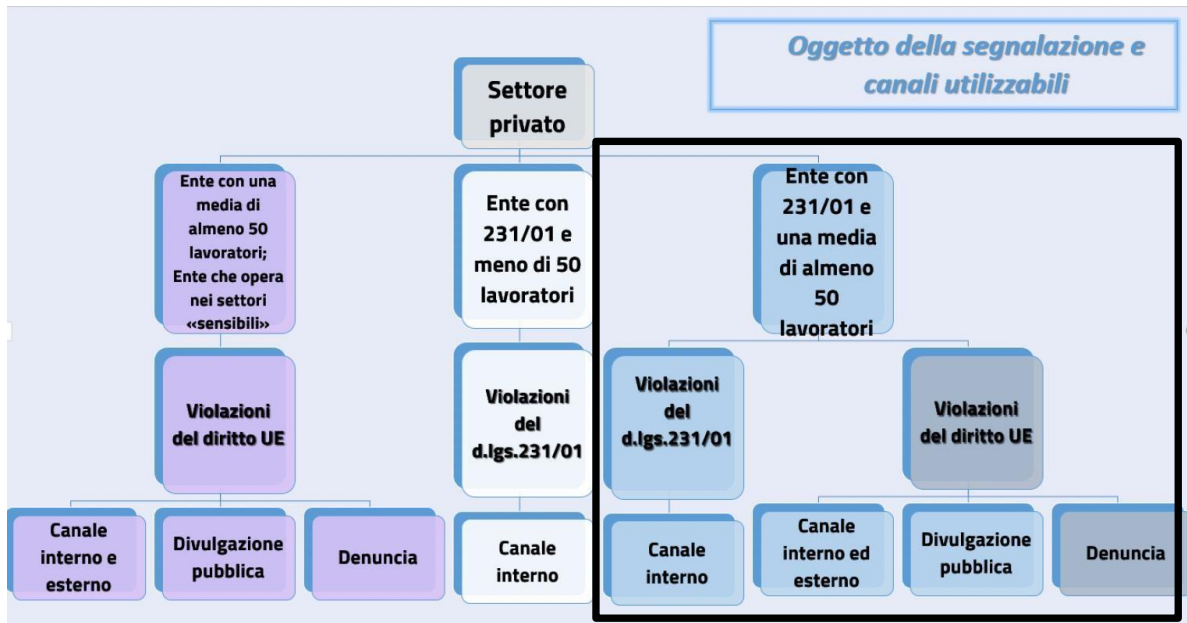 Oggetto della segnalazione e
canali utilizzabili
Settore
privato
Ente con una
media di
almeno 50
lavoratori;
Ente che opera
nei settori
«sensibili»
Ente con
231/01 e
meno di 50
lavoratori
Ente con
231/01 e
una media
di almeno
50
lavoratori
Violazioni
del diritto UE
Violazioni
del
d.lgs.231/01
Violazioni
del
d.lgs.231/01
Violazioni
del diritto UE
Canale
interno e
esterno
Divulgazione
pubblica
Denuncia
Canale
interno
Canale
interno
Canale
interno ed
esterno
Divulgazione
pubblica
Denuncia